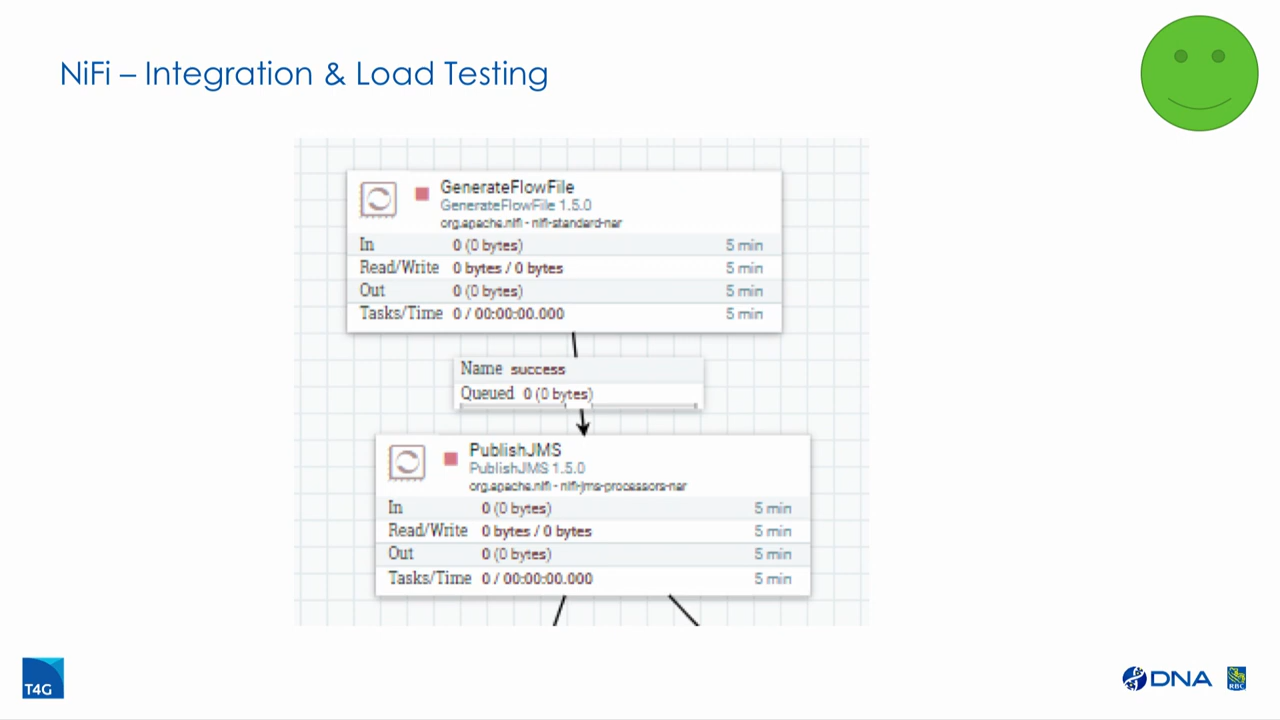 NiFi – Integration & Load Testing
GenerateFlowFile
GenerateFlowFile 1.5.0
org.apache.nifi - nifi-standard-nar
In 0 (0 bytes) 5 min
Read/Write 0 bytes / 0 bytes 5 min
Out 0 (0 bytes) 5 min
Tasks/Time 0 / 00:00:00.000 5 min
Name success
Queued 0 (0 bytes)
PublishJMS
PublishJMS 1.5.0
org.apache.nifi - nifi-jms-processors-nar
In 0 (0 bytes) 5 min
Read/Write 0 bytes / 0 bytes 5 min
Out 0 (0 bytes) 5 min
Tasks/Time 0 / 00:00:00.000 5 min
T4G
DNA
RBC